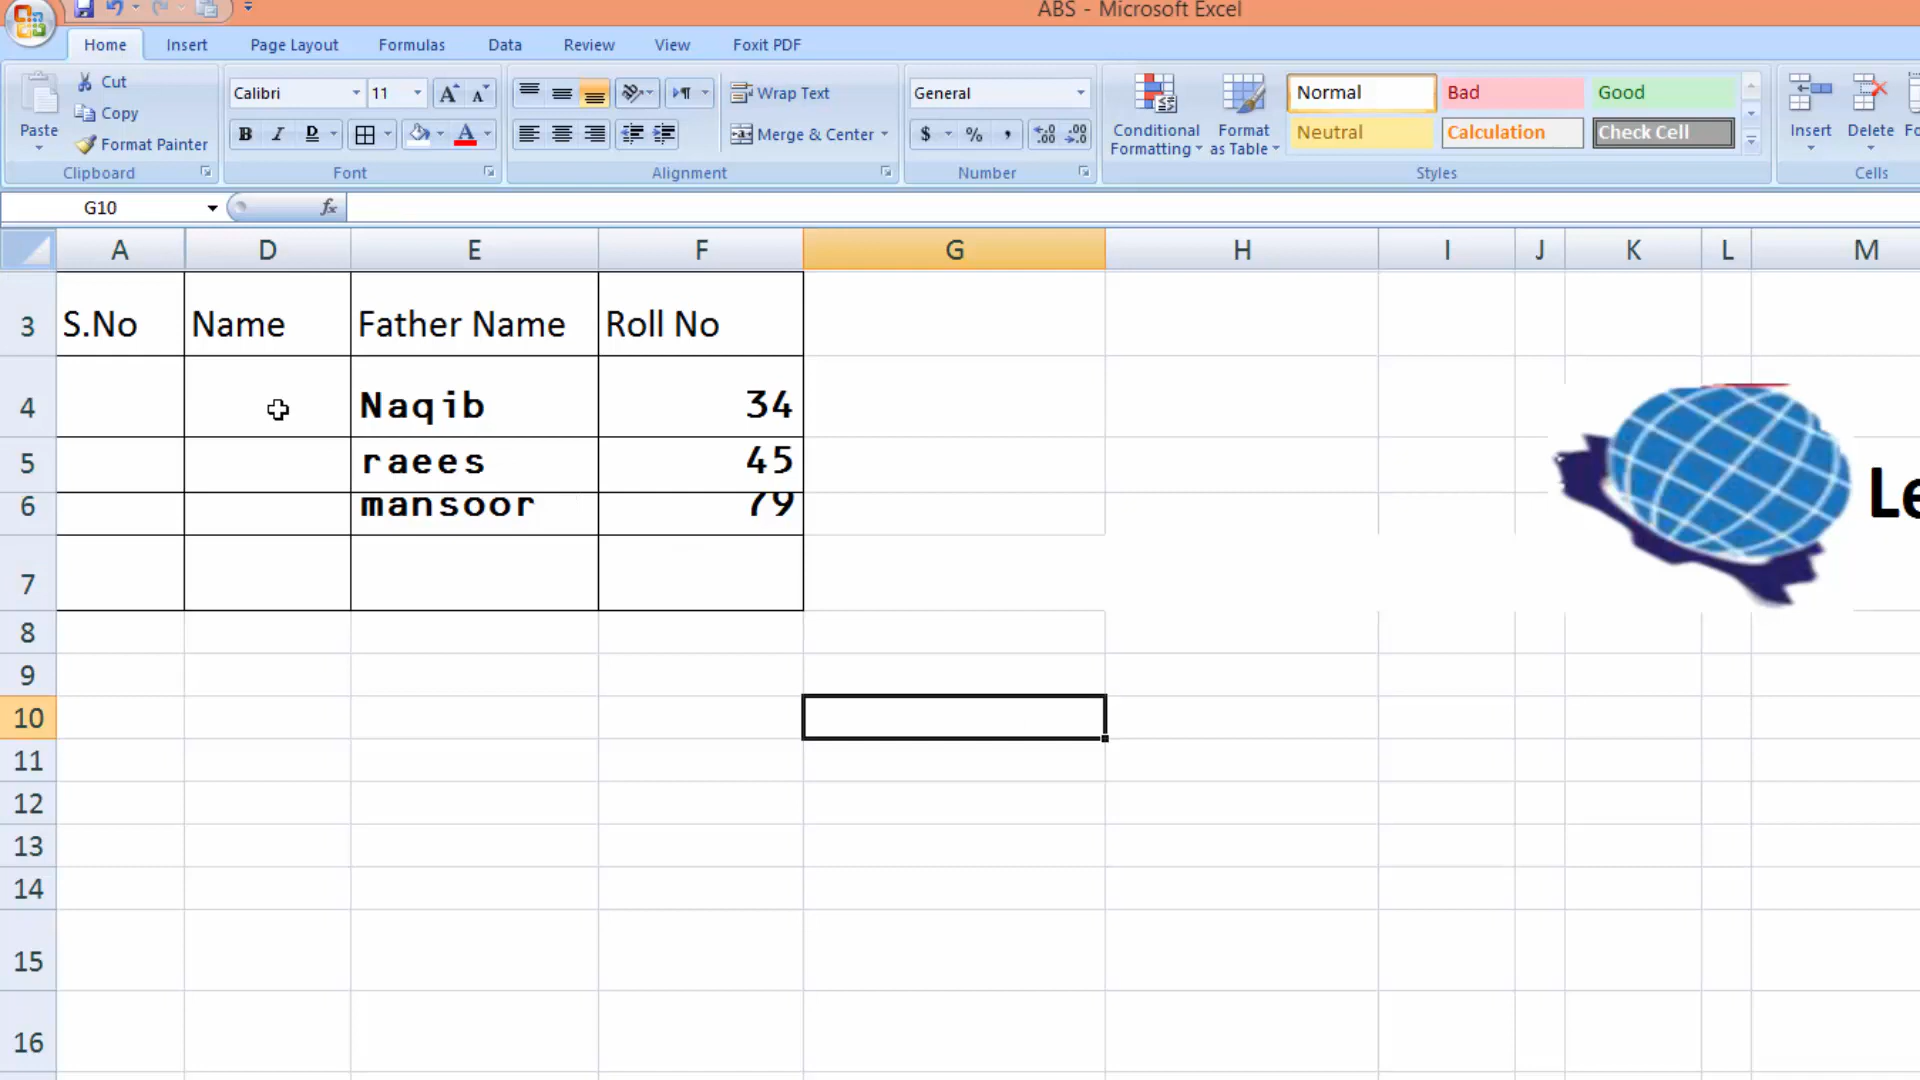 ABS - Microsoft Excel
Home Insert Page Layout Formulas Data Review View Foxit PDF
Paste Cut Copy Format Painter
Clipboard
Calibri 11
B I D A
Font
Wrap Text
Merge & Center
Alignment
General
$ % ,
Number
Conditional Formatting
Format as Table
Normal Bad Good
Neutral Calculation Check Cell
Styles
Insert Delete
Cells
G10 fx
A D E F G H I J K L M
3 S.No Name Father Name Roll No
4 Naqib 34
5 raees 45
6 mansoor 79
7
8
9
10
11
12
13
14
15
16